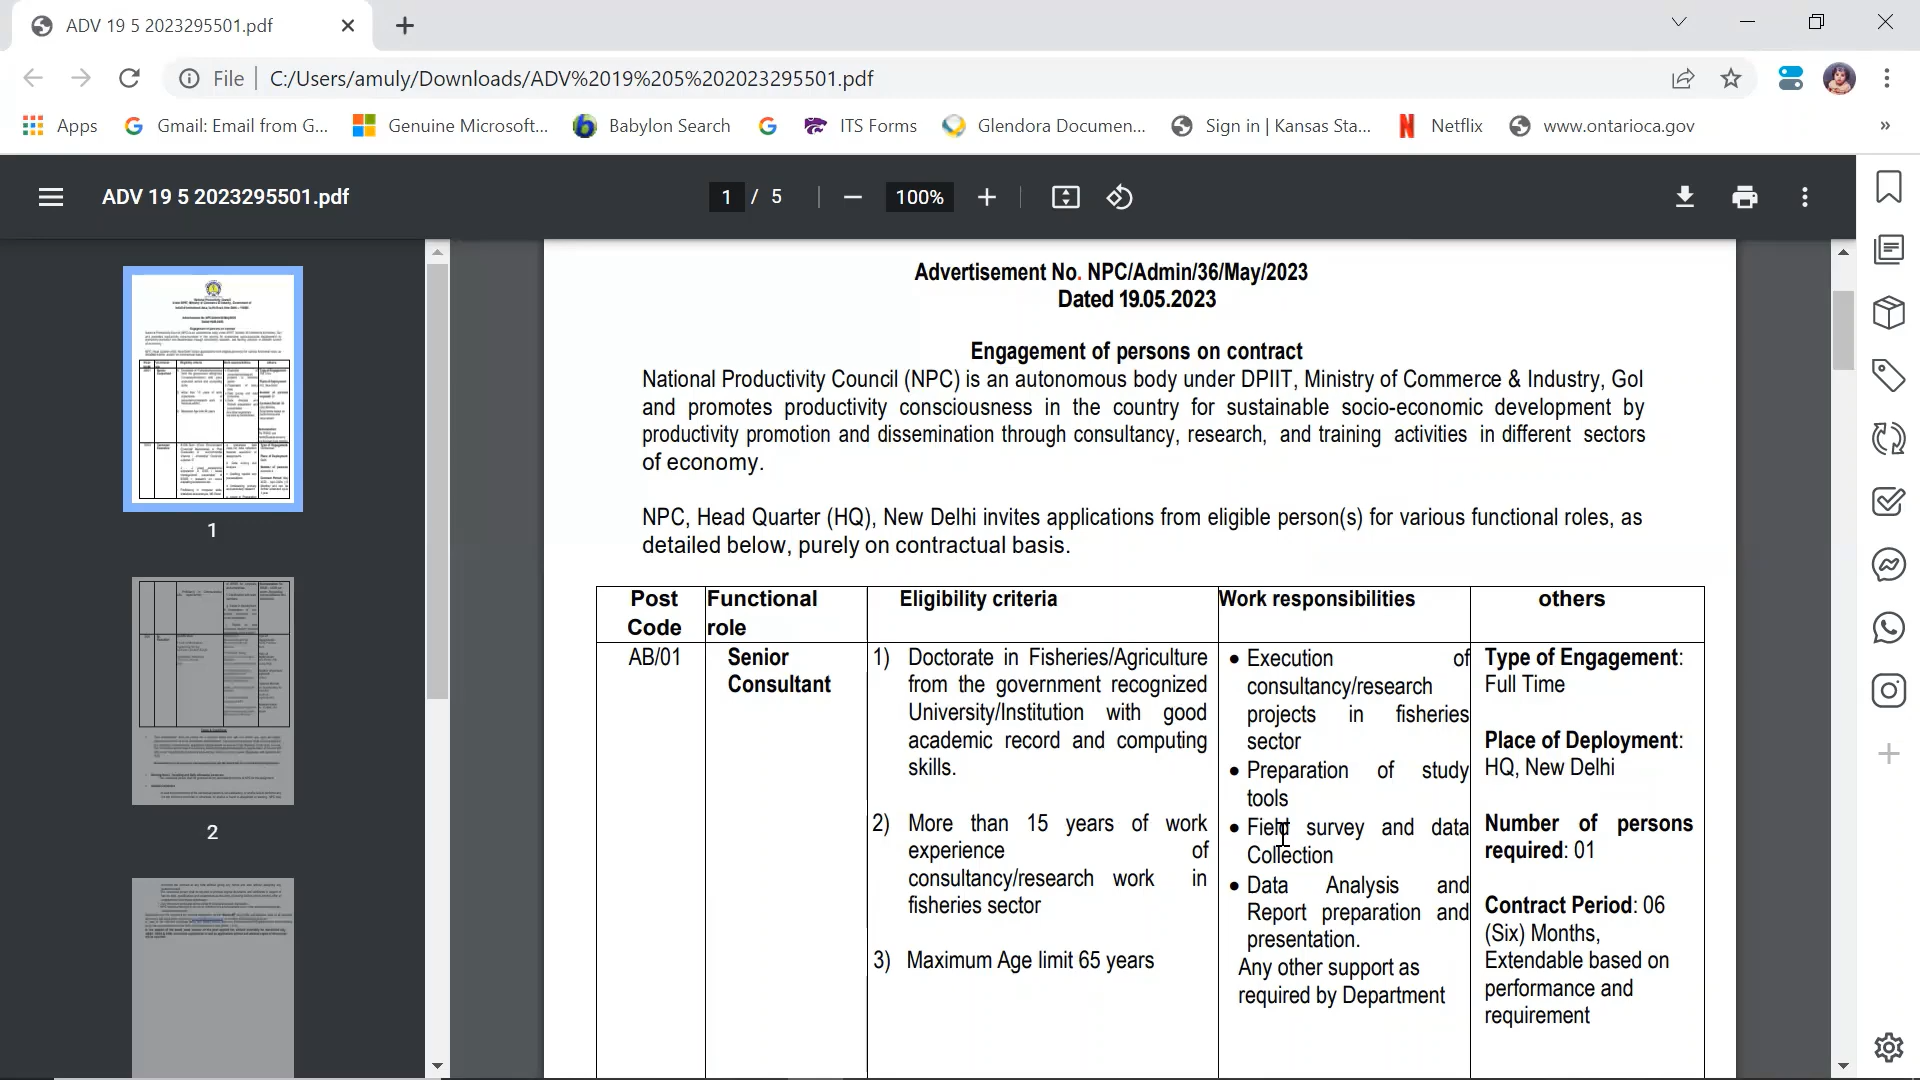 ADV 19 5 2023295501.pdf
File
C:/Users/amuly/Downloads/ADV%2019%205%202023295501.pdf
Apps
Gmail: Email from G...
Genuine Microsoft...
Babylon Search
ITS Forms
Glendora Documen...
Sign in | Kansas Sta...
Netflix
www.ontarioca.gov
»
ADV 19 5 2023295501.pdf
1 / 5
100%
1
2
Advertisement No. NPC/Admin/36/May/2023
Dated 19.05.2023
Engagement of persons on contract
National Productivity Council (NPC) is an autonomous body under DPIIT, Ministry of Commerce & Industry, GoI
and promotes productivity consciousness in the country for sustainable socio-economic development by
productivity promotion and dissemination through consultancy, research, and training activities in different sectors
of economy.
NPC, Head Quarter (HQ), New Delhi invites applications from eligible person(s) for various functional roles, as
detailed below, purely on contractual basis.
Post
Code
Functional
role
Eligibility criteria
Work responsibilities
others
AB/01
Senior
Consultant
1) Doctorate in Fisheries/Agriculture
from the government recognized
University/Institution with good
academic record and computing
skills.
2) More than 15 years of work
experience of
consultancy/research work in
fisheries sector
3) Maximum Age limit 65 years
• Execution of
consultancy/research
projects in fisheries
sector
• Preparation of study
tools
• Field survey and data
Collection
• Data Analysis and
Report preparation and
presentation.
Any other support as
required by Department
Type of Engagement:
Full Time
Place of Deployment:
HQ, New Delhi
Number of persons
required: 01
Contract Period: 06
(Six) Months,
Extendable based on
performance and
requirement